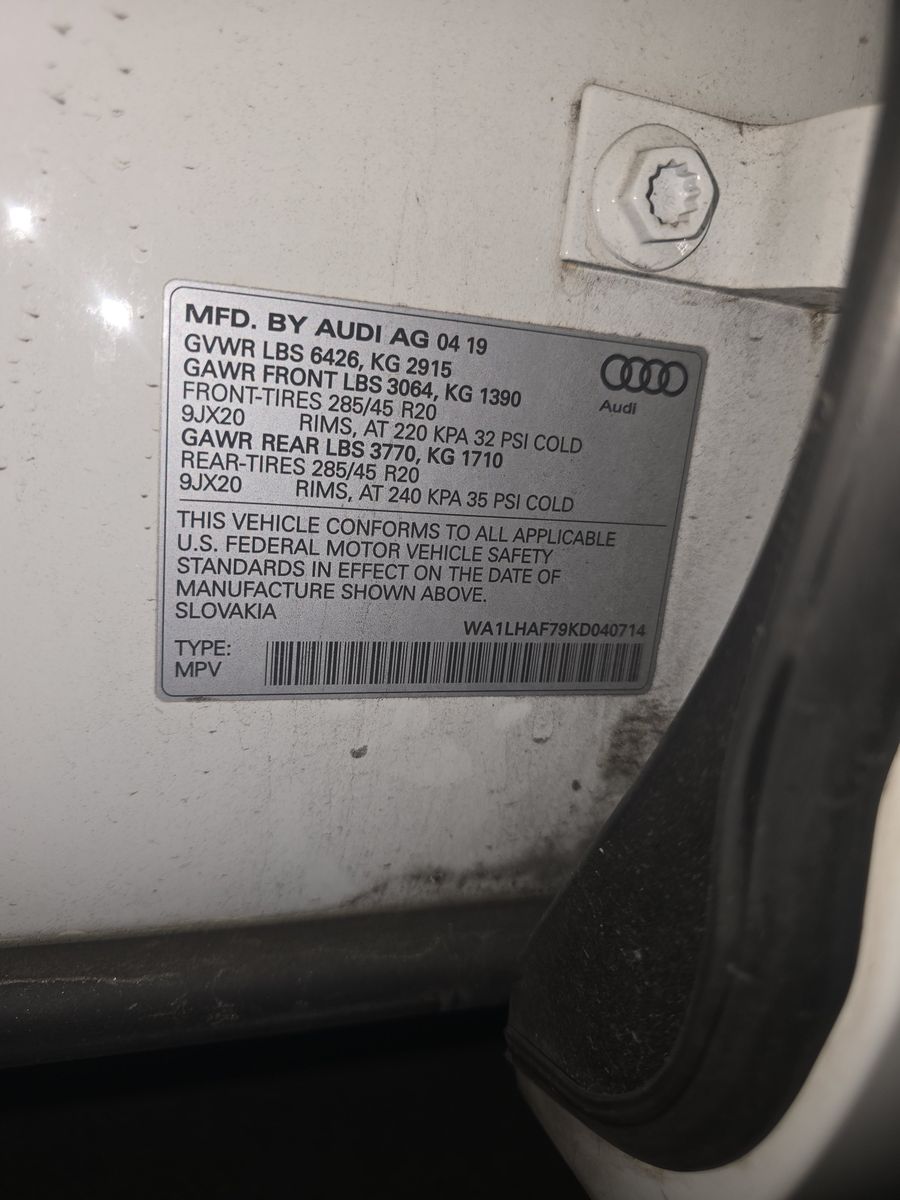 MFD. BY AUDI AG 04 19
GVWR LBS 6426, KG 2915
GAWR FRONT LBS 3064, KG 1390
FRONT-TIRES 285/45 R20
9JX20 RIMS, AT 220 KPA 32 PSI COLD
GAWR REAR LBS 3770, KG 1710
REAR-TIRES 285/45 R20
9JX20 RIMS, AT 240 KPA 35 PSI COLD
Audi
THIS VEHICLE CONFORMS TO ALL APPLICABLE
U.S. FEDERAL MOTOR VEHICLE SAFETY
STANDARDS IN EFFECT ON THE DATE OF
MANUFACTURE SHOWN ABOVE.
SLOVAKIA
WA1LHAF79KD040714
TYPE:
MPV